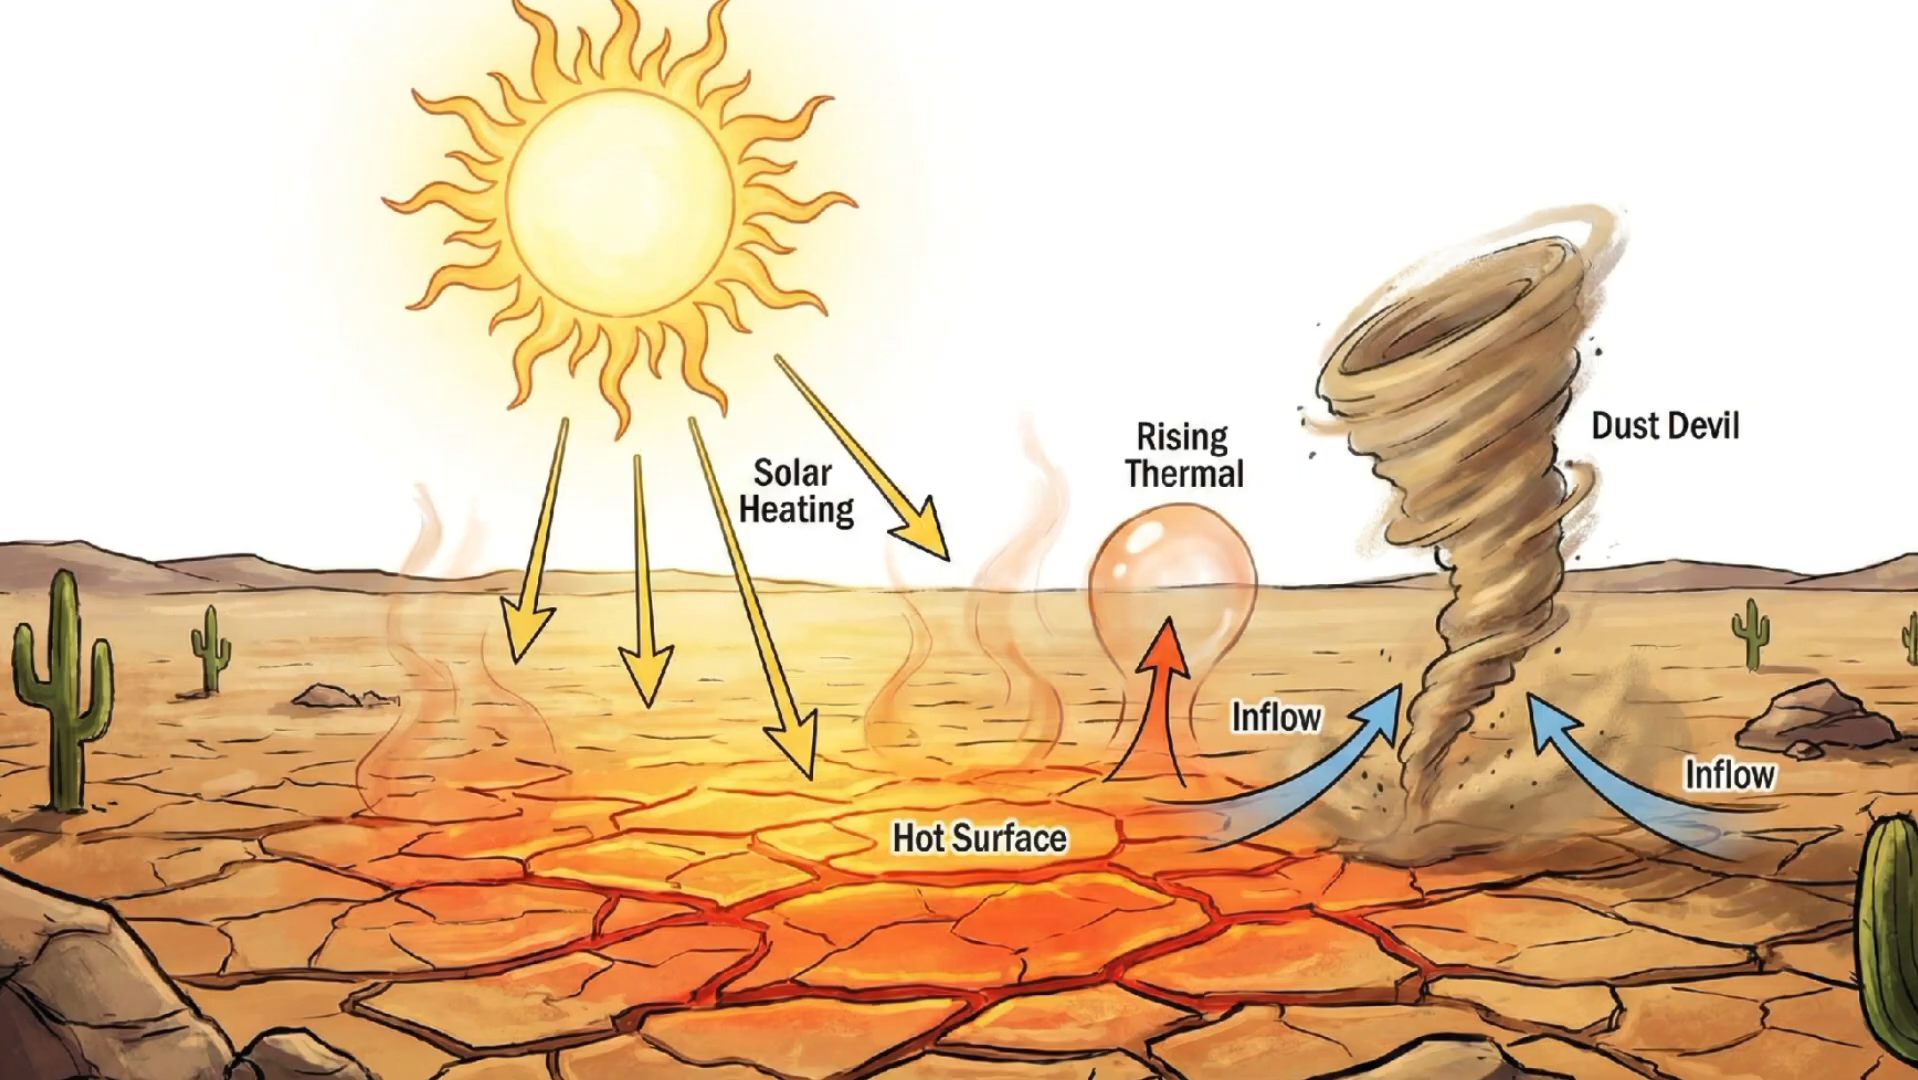 Solar
Heating
Rising
Thermal
Dust Devil
Inflow
Inflow
Hot Surface